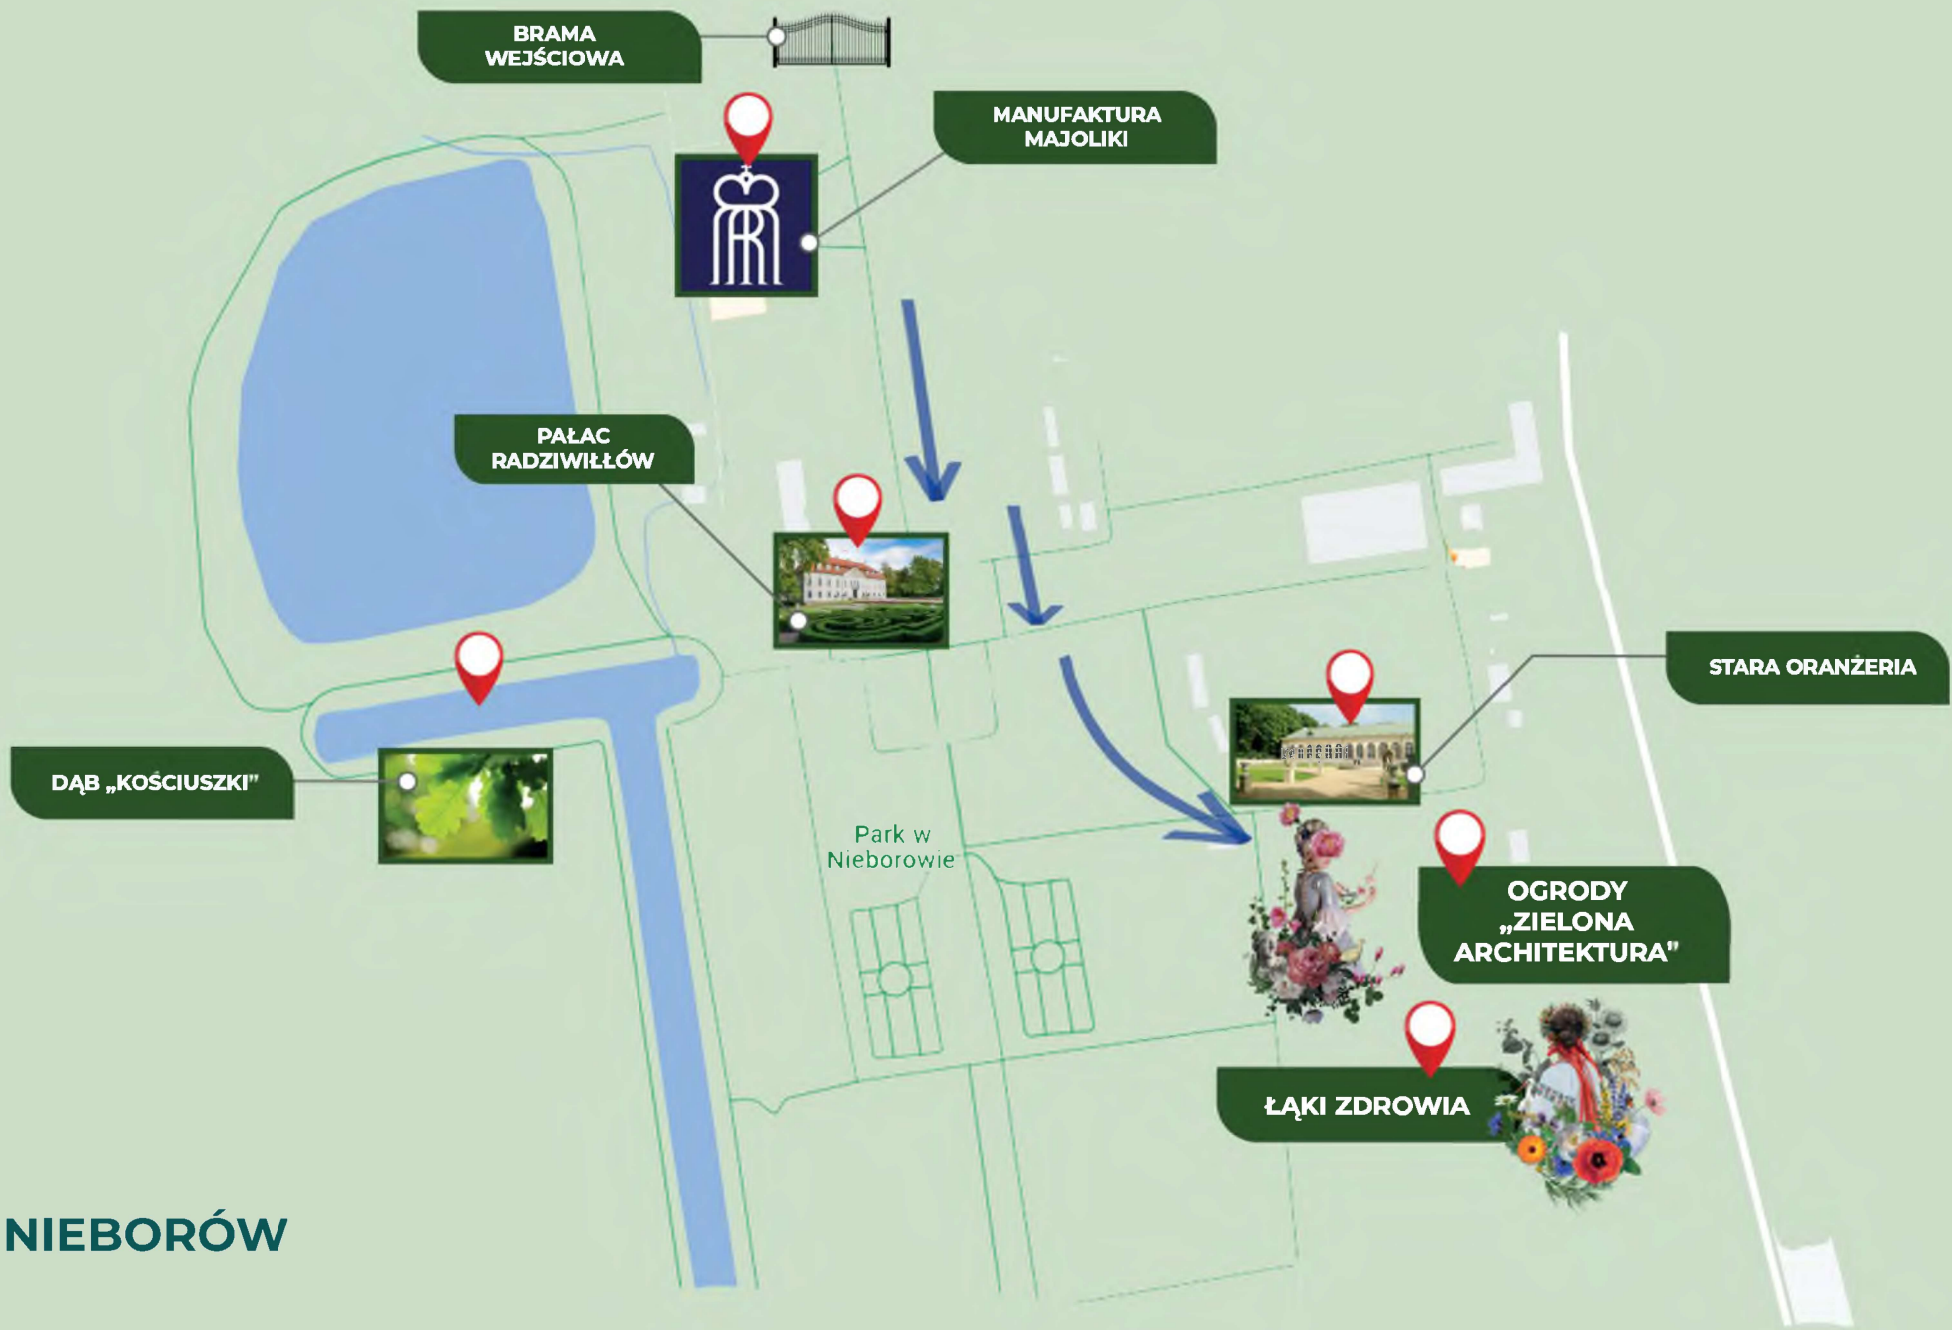 BRAMA
WEJŚCIOWA
MANUFAKTURA
MAJOLIKI
PAŁAC
RADZIWIŁŁÓW
STARA ORANŻERIA
DĄB „KOŚCIUSZKI”
Park w
Nieborowie
OGRODY
„ZIELONA
ARCHITEKTURA”
ŁĄKI ZDROWIA
NIEBORÓW